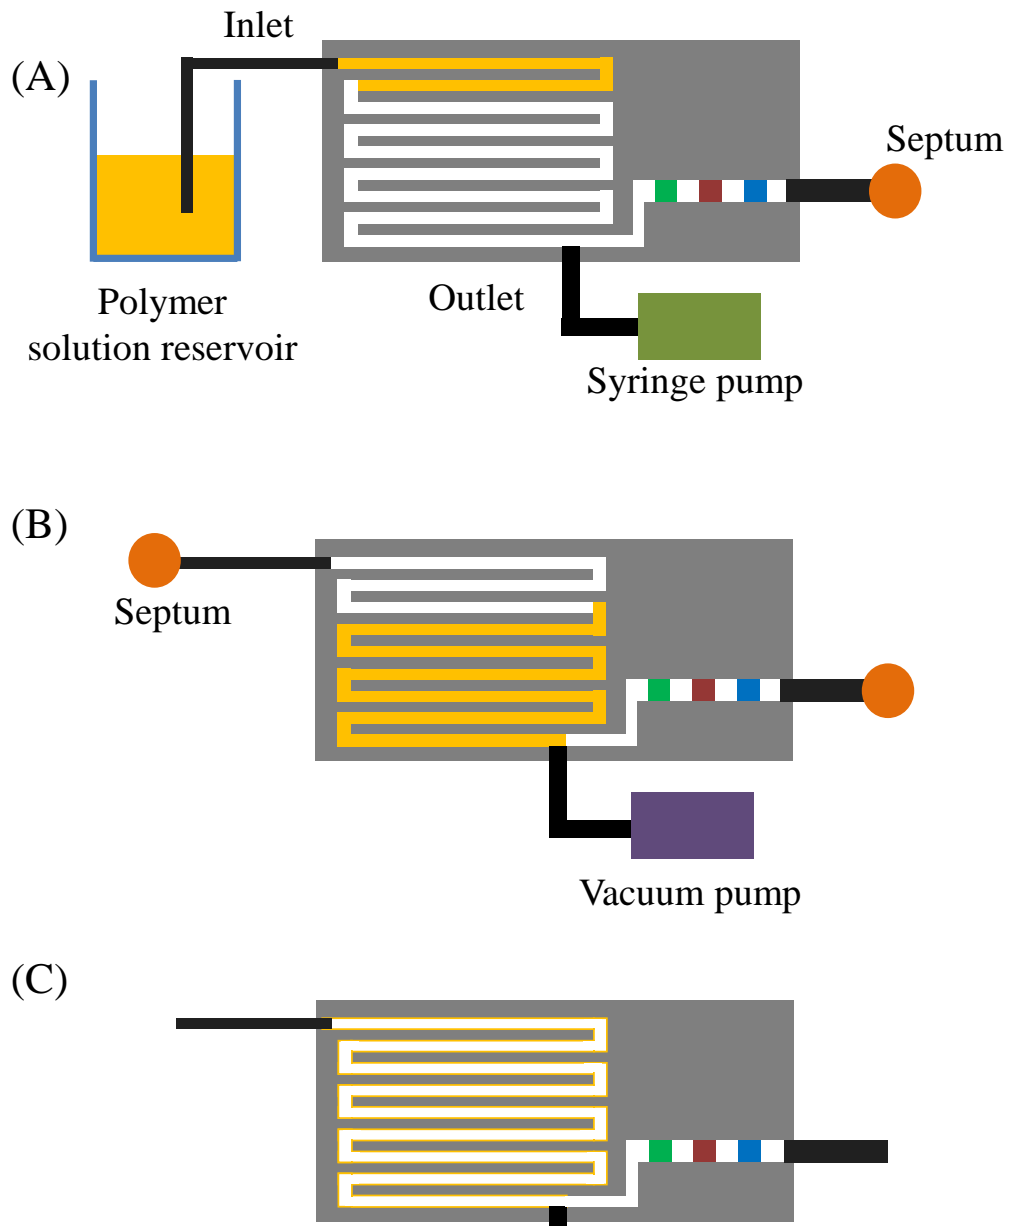 Inlet
(A)
Septum
Outlet
Polymer
solution reservoir
Syringe pump
(B)
Septum
Vacuum pump
(C)